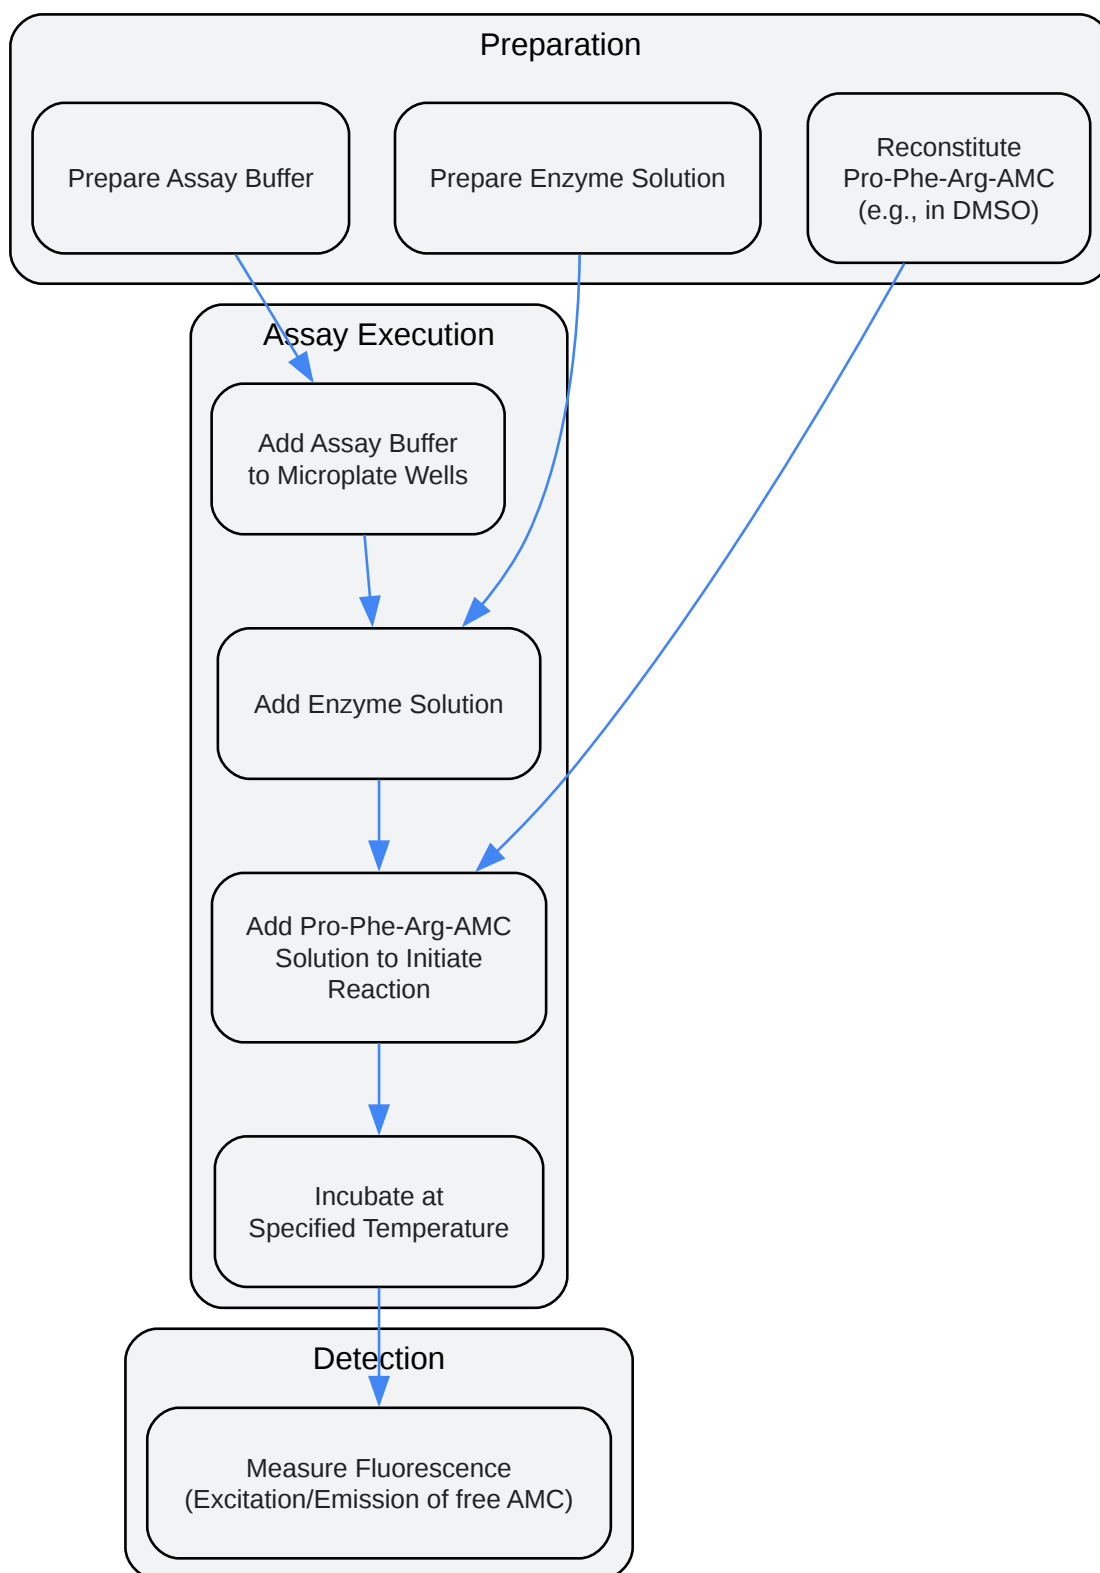 Preparation
Prepare Assay Buffer
Prepare Enzyme Solution
Reconstitute
Pro-Phe-Arg-AMC
(e.g., in DMSO)
Assay Execution
Add Assay Buffer
to Microplate Wells
Add Enzyme Solution
Add Pro-Phe-Arg-AMC
Solution to Initiate
Reaction
Incubate at
Specified Temperature
Detection
Measure Fluorescence
(Excitation/Emission of free AMC)